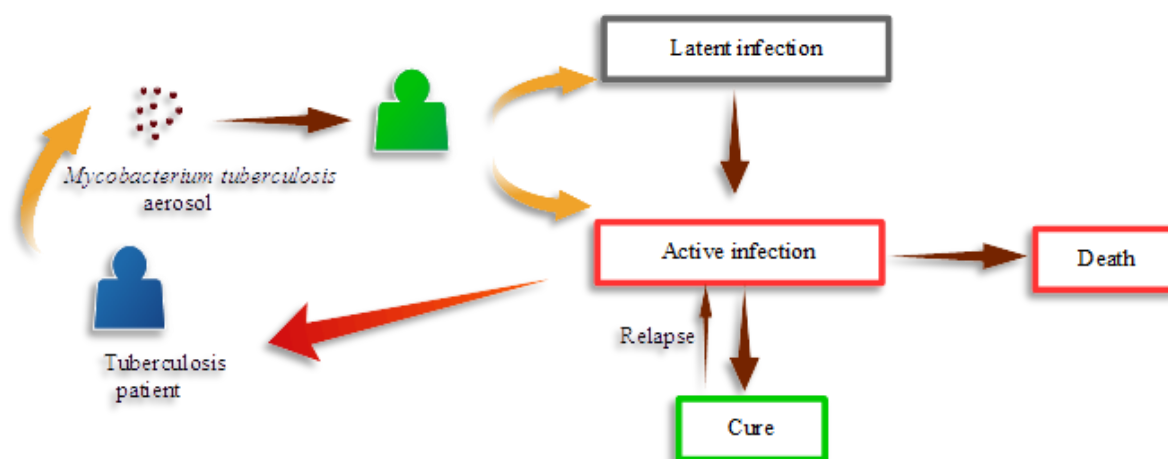 Latent infection
Mycobacterium tuberculosis
aerosol
Active infection
Death
Relapse
Tuberculosis
patient
Cure